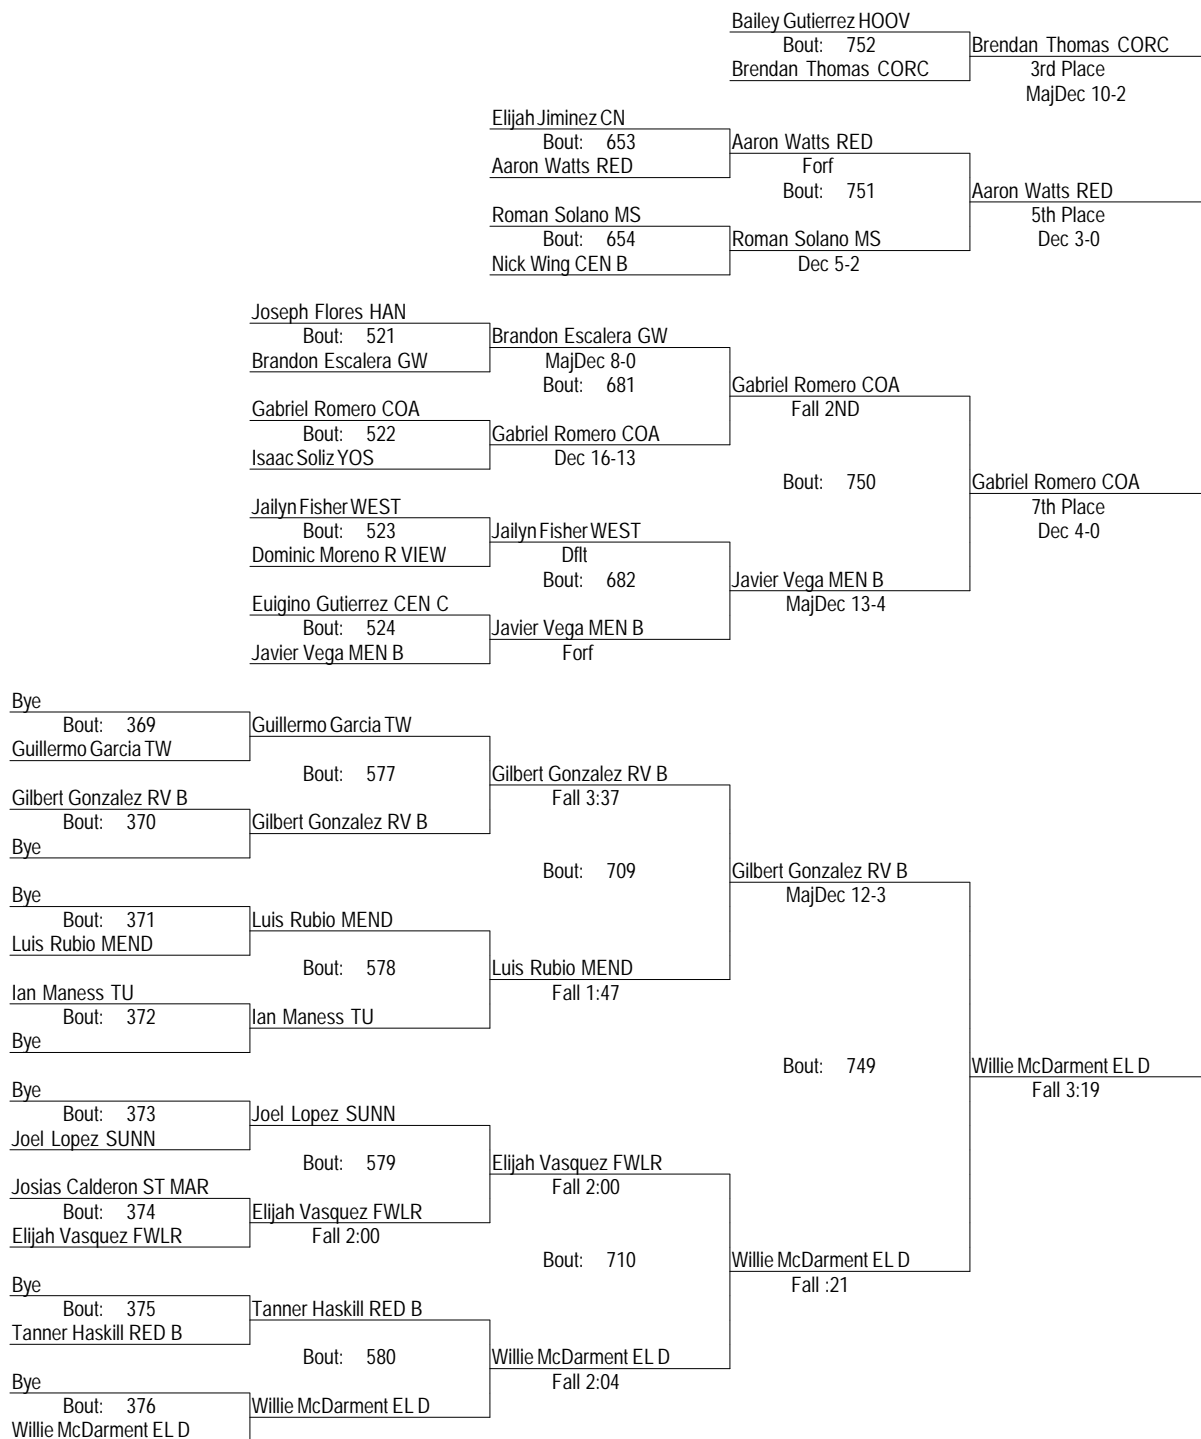 Bailey Gutierrez HOOV
Bout: 752
Brendan Thomas CORC
Brendan Thomas CORC
3rd Place
MajDec 10-2
Elijah Jiminez CN
Bout: 653
Aaron Watts RED
Aaron Watts RED
Forf
Bout: 751
Aaron Watts RED
5th Place
Dec 3-0
Roman Solano MS
Bout: 654
Nick Wing CEN B
Roman Solano MS
Dec 5-2
Joseph Flores HAN
Bout: 521
Brandon Escalera GW
Brandon Escalera GW
MajDec 8-0
Bout: 681
Gabriel Romero COA
Fall 2ND
Gabriel Romero COA
Bout: 522
Isaac Soliz YOS
Gabriel Romero COA
Dec 16-13
Bout: 750
Gabriel Romero COA
7th Place
Dec 4-0
Jailyn Fisher WEST
Bout: 523
Dominic Moreno R VIEW
Jailyn Fisher WEST
Dflt
Bout: 682
Javier Vega MEN B
MajDec 13-4
Euigino Gutierrez CEN C
Bout: 524
Javier Vega MEN B
Javier Vega MEN B
Forf
Bye
Bout: 369
Guillermo Garcia TW
Guillermo Garcia TW
Bout: 577
Gilbert Gonzalez RV B
Fall 3:37
Gilbert Gonzalez RV B
Bout: 370
Bye
Gilbert Gonzalez RV B
Bout: 709
Gilbert Gonzalez RV B
MajDec 12-3
Bye
Bout: 371
Luis Rubio MEND
Luis Rubio MEND
Bout: 578
Luis Rubio MEND
Fall 1:47
Ian Maness TU
Bout: 372
Bye
Ian Maness TU
Bout: 749
Willie McDarment EL D
Fall 3:19
Bye
Bout: 373
Joel Lopez SUNN
Joel Lopez SUNN
Bout: 579
Elijah Vasquez FWLR
Fall 2:00
Josias Calderon ST MAR
Bout: 374
Elijah Vasquez FWLR
Elijah Vasquez FWLR
Fall 2:00
Bout: 710
Willie McDarment EL D
Fall :21
Bye
Bout: 375
Tanner Haskill RED B
Tanner Haskill RED B
Bout: 580
Willie McDarment EL D
Fall 2:04
Bye
Bout: 376
Willie McDarment EL D
Willie McDarment EL D